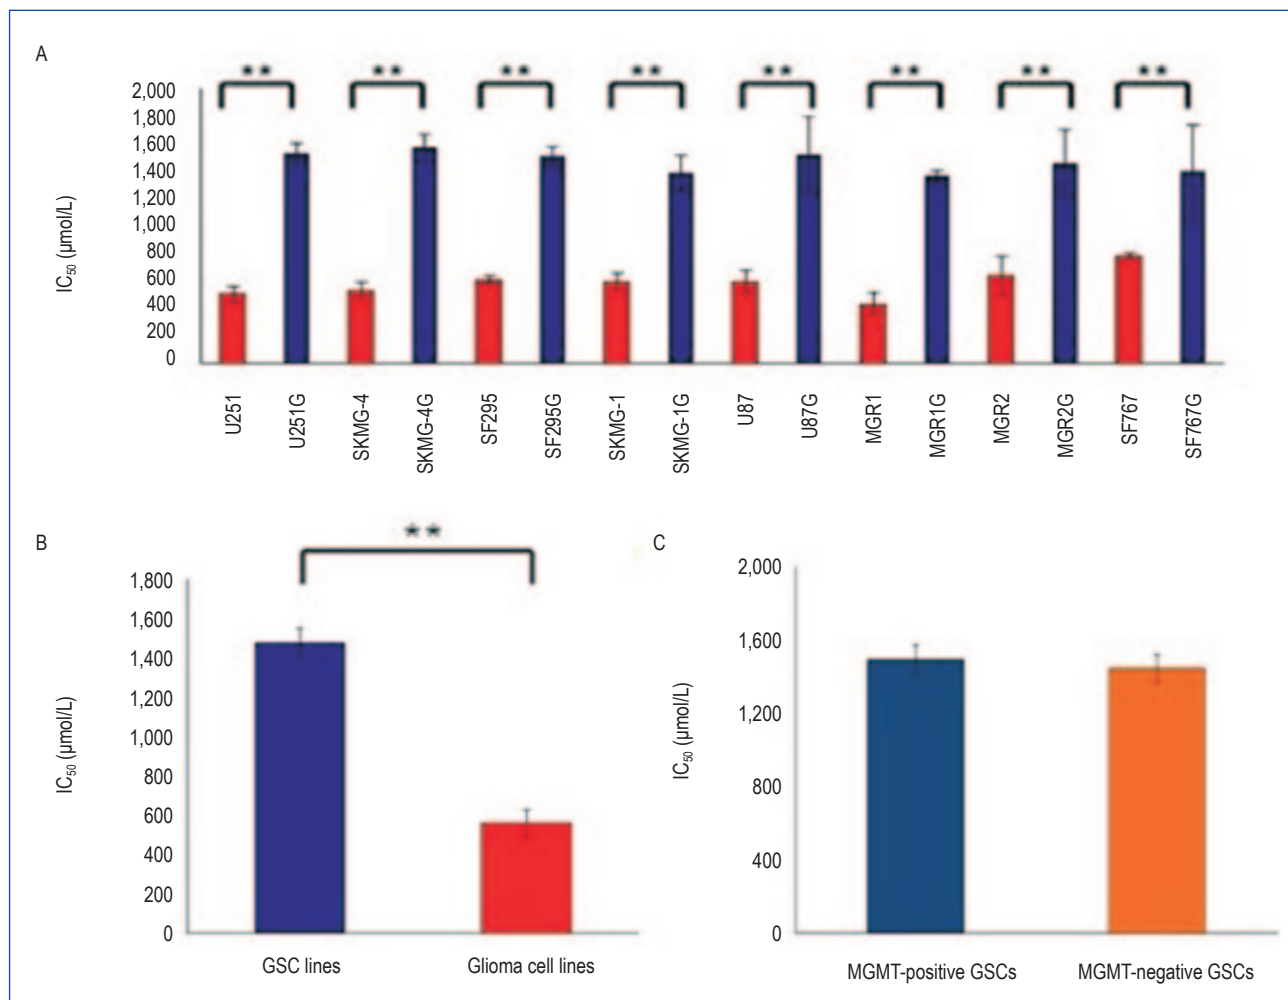 A
** ** ** ** ** ** ** **
2,000
1,800
1,600
1,400
1,200
1,000
800
600
400
200
0
IC50 (µmol/L)
U251 U251G SKMG-4 SKMG-4G SF295 SF295G SKMG-1 SKMG-1G U87 U87G MGR1 MGR1G MGR2 MGR2G SF767 SF767G
B
**
1,800
1,600
1,400
1,200
1,000
800
600
400
200
0
IC50 (µmol/L)
GSC lines Glioma cell lines
C
2,000
1,600
1,200
800
400
0
IC50 (µmol/L)
MGMT-positive GSCs MGMT-negative GSCs